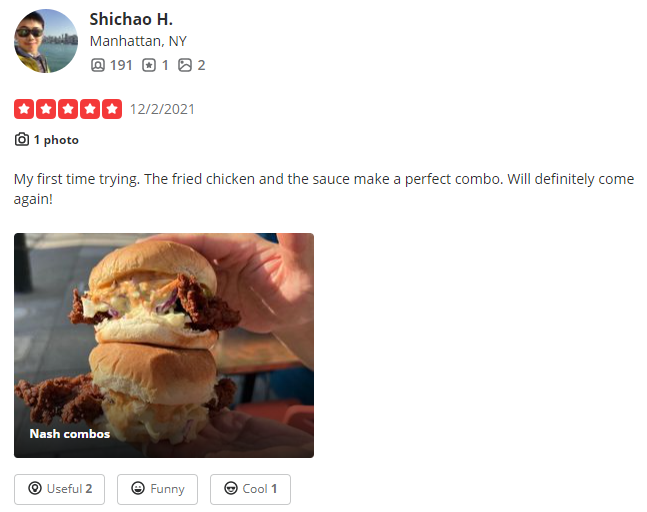 Shichao H.
Manhattan, NY
191 1 2
12/2/2021
1 photo
My first time trying. The fried chicken and the sauce make a perfect combo. Will definitely come
again!
Nash combos
Useful 2 Funny Cool 1